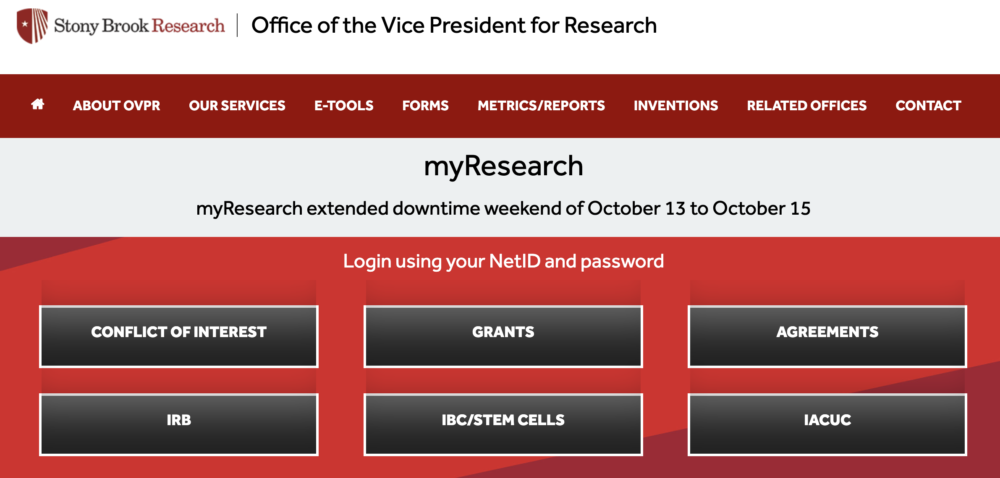 Stony Brook Research
Office of the Vice President for Research
ABOUT OVPR OUR SERVICES E-TOOLS FORMS METRICS/REPORTS INVENTIONS RELATED OFFICES CONTACT
myResearch
myResearch extended downtime weekend of October 13 to October 15
Login using your NetID and password
CONFLICT OF INTEREST
GRANTS
AGREEMENTS
IRB
IBC/STEM CELLS
IACUC